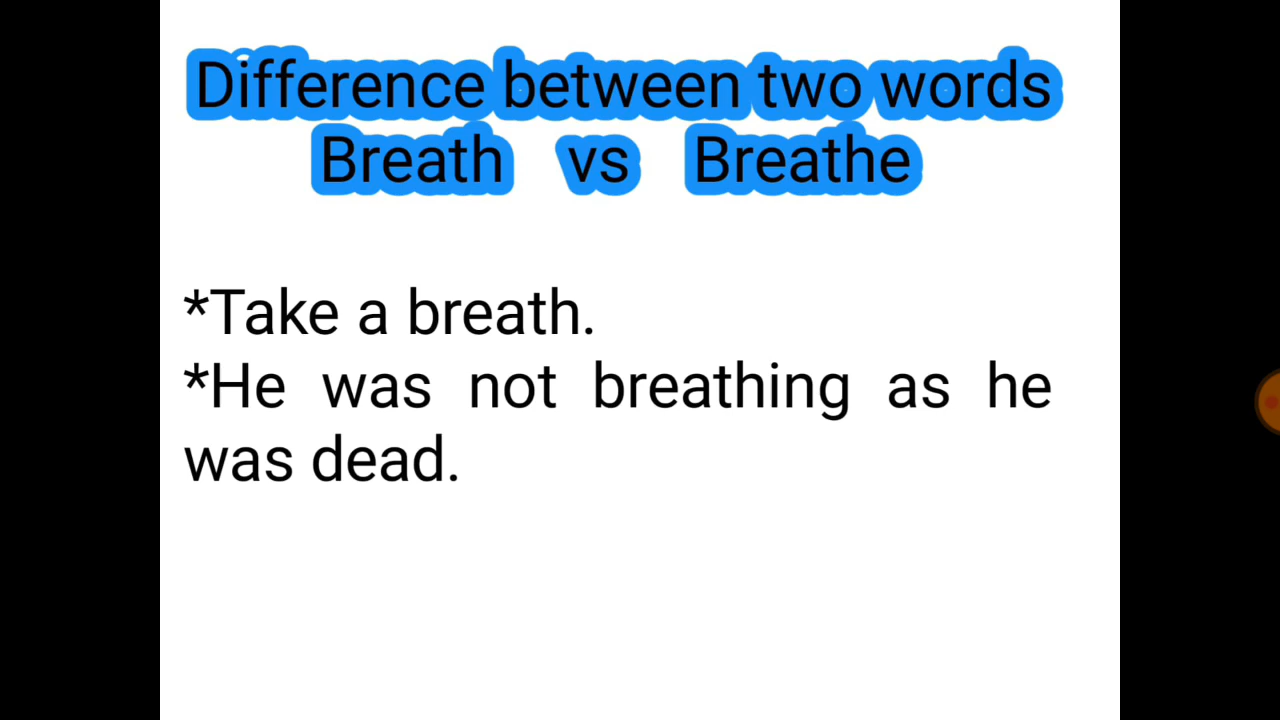 Difference between two words
Breath vs Breathe
*Take a breath.
*He was not breathing as he
was dead.